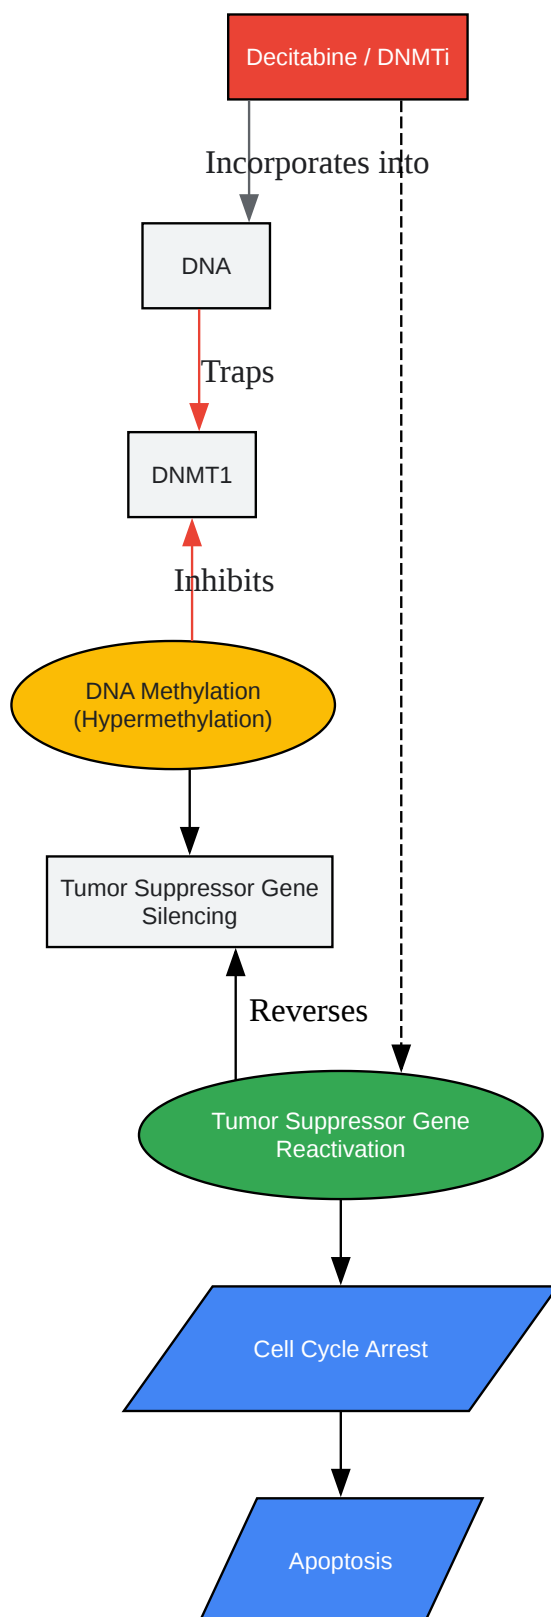 Decitabine / DNMTi
Incorporates into
DNA
Traps
DNMT1
Inhibits
DNA Methylation
(Hypermethylation)
Tumor Suppressor Gene
Silencing
Reverses
Tumor Suppressor Gene
Reactivation
Cell Cycle Arrest
Apoptosis